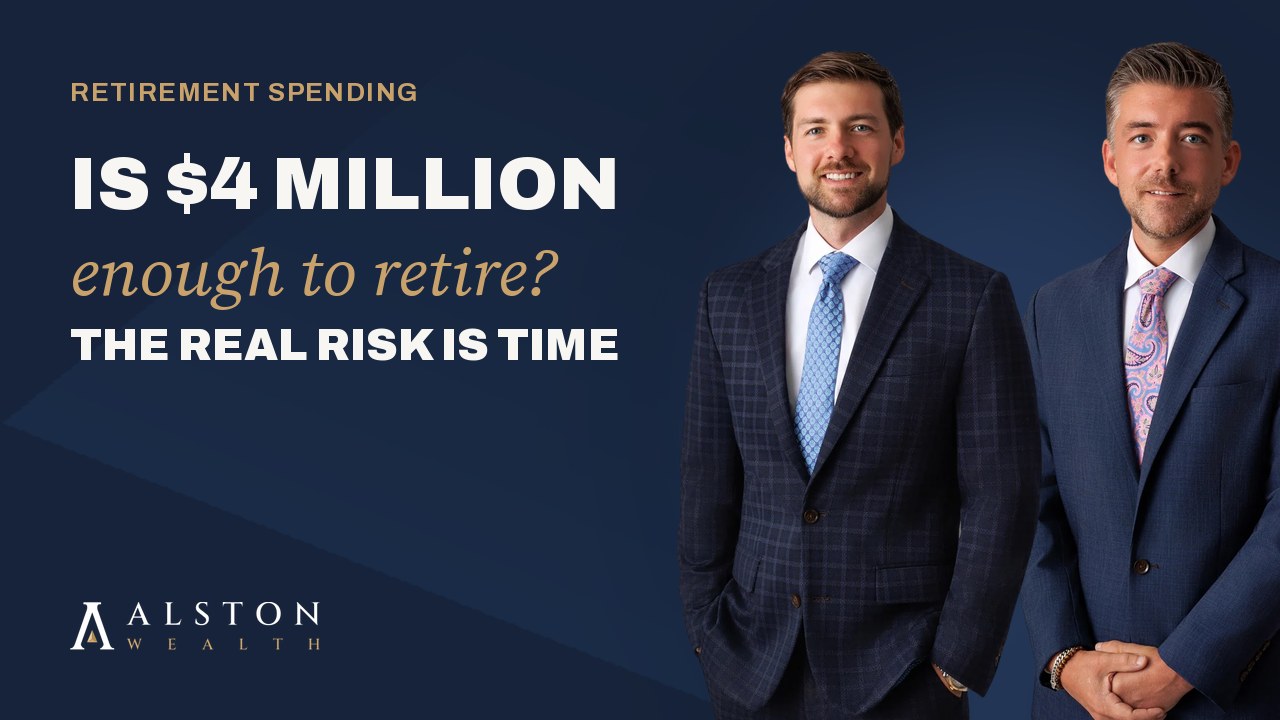 RETIREMENT SPENDING
IS $4 MILLION
enough to retire?
THE REAL RISK IS TIME
ALSTON
WEALTH